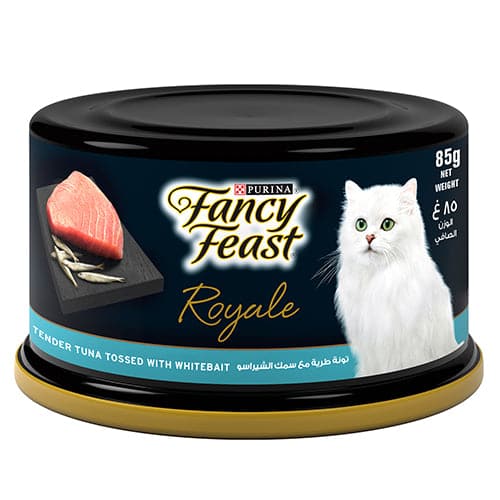 PURINA
Fancy
Feast
Royale
TENDER TUNA TOSSED WITH WHITEBAIT
تونة طرية مع سمك الشيراسو
85g
NET
WEIGHT
٨٥ غ
الوزن
الصافي